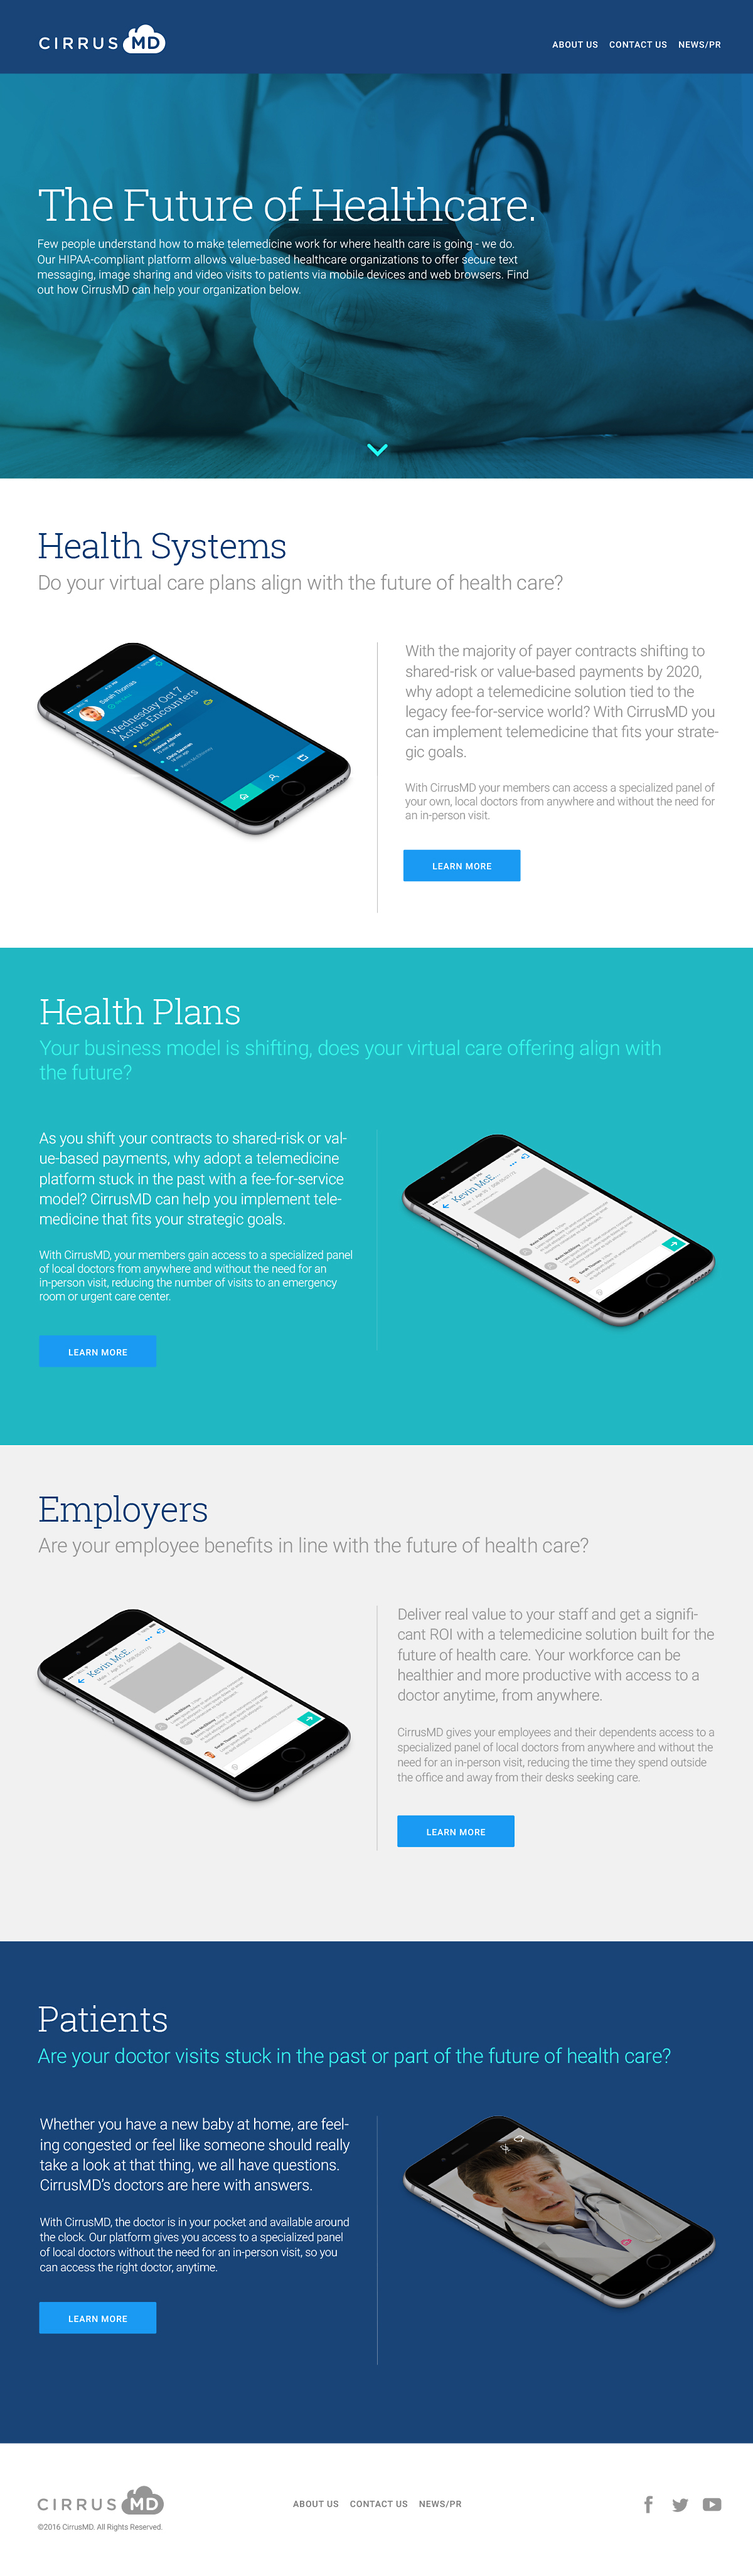 CIRRUS MD
ABOUT US CONTACT US NEWS/PR
The Future of Healthcare.
Few people understand how to make telemedicine work for where health care is going - we do.
Our HIPAA-compliant platform allows value-based healthcare organizations to offer secure text
messaging, image sharing and video visits to patients via mobile devices and web browsers. Find
out how CirrusMD can help your organization below.
Health Systems
Do your virtual care plans align with the future of health care?
Sarah Thomas
Wednesday Oct 7
Active Encounters
With the majority of payer contracts shifting to
shared-risk or value-based payments by 2020,
why adopt a telemedicine solution tied to the
legacy fee-for-service world? With CirrusMD you
can implement telemedicine that fits your strate-
gic goals.
With CirrusMD your members can access a specialized panel of
your own, local doctors from anywhere and without the need for
an in-person visit.
LEARN MORE
Health Plans
Your business model is shifting, does your virtual care offering align with
the future?
As you shift your contracts to shared-risk or val-
ue-based payments, why adopt a telemedicine
platform stuck in the past with a fee-for-service
model? CirrusMD can help you implement tele-
medicine that fits your strategic goals.
With CirrusMD, your members gain access to a specialized panel
of local doctors from anywhere and without the need for an
in-person visit, reducing the number of visits to an emergency
room or urgent care center.
LEARN MORE
Kevin McE...
Employers
Are your employee benefits in line with the future of health care?
Kevin McE...
Deliver real value to your staff and get a signifi-
cant ROI with a telemedicine solution built for the
future of health care. Your workforce can be
healthier and more productive with access to a
doctor anytime, from anywhere.
CirrusMD gives your employees and their dependents access to a
specialized panel of local doctors from anywhere and without the
need for an in-person visit, reducing the time they spend outside
the office and away from their desks seeking care.
LEARN MORE
Patients
Are your doctor visits stuck in the past or part of the future of health care?
Whether you have a new baby at home, are feel-
ing congested or feel like someone should really
take a look at that thing, we all have questions.
CirrusMD's doctors are here with answers.
With CirrusMD, the doctor is in your pocket and available around
the clock. Our platform gives you access to a specialized panel
of local doctors without the need for an in-person visit, so you
can access the right doctor, anytime.
LEARN MORE
CIRRUS MD
©2016 CirrusMD. All Rights Reserved.
ABOUT US CONTACT US NEWS/PR